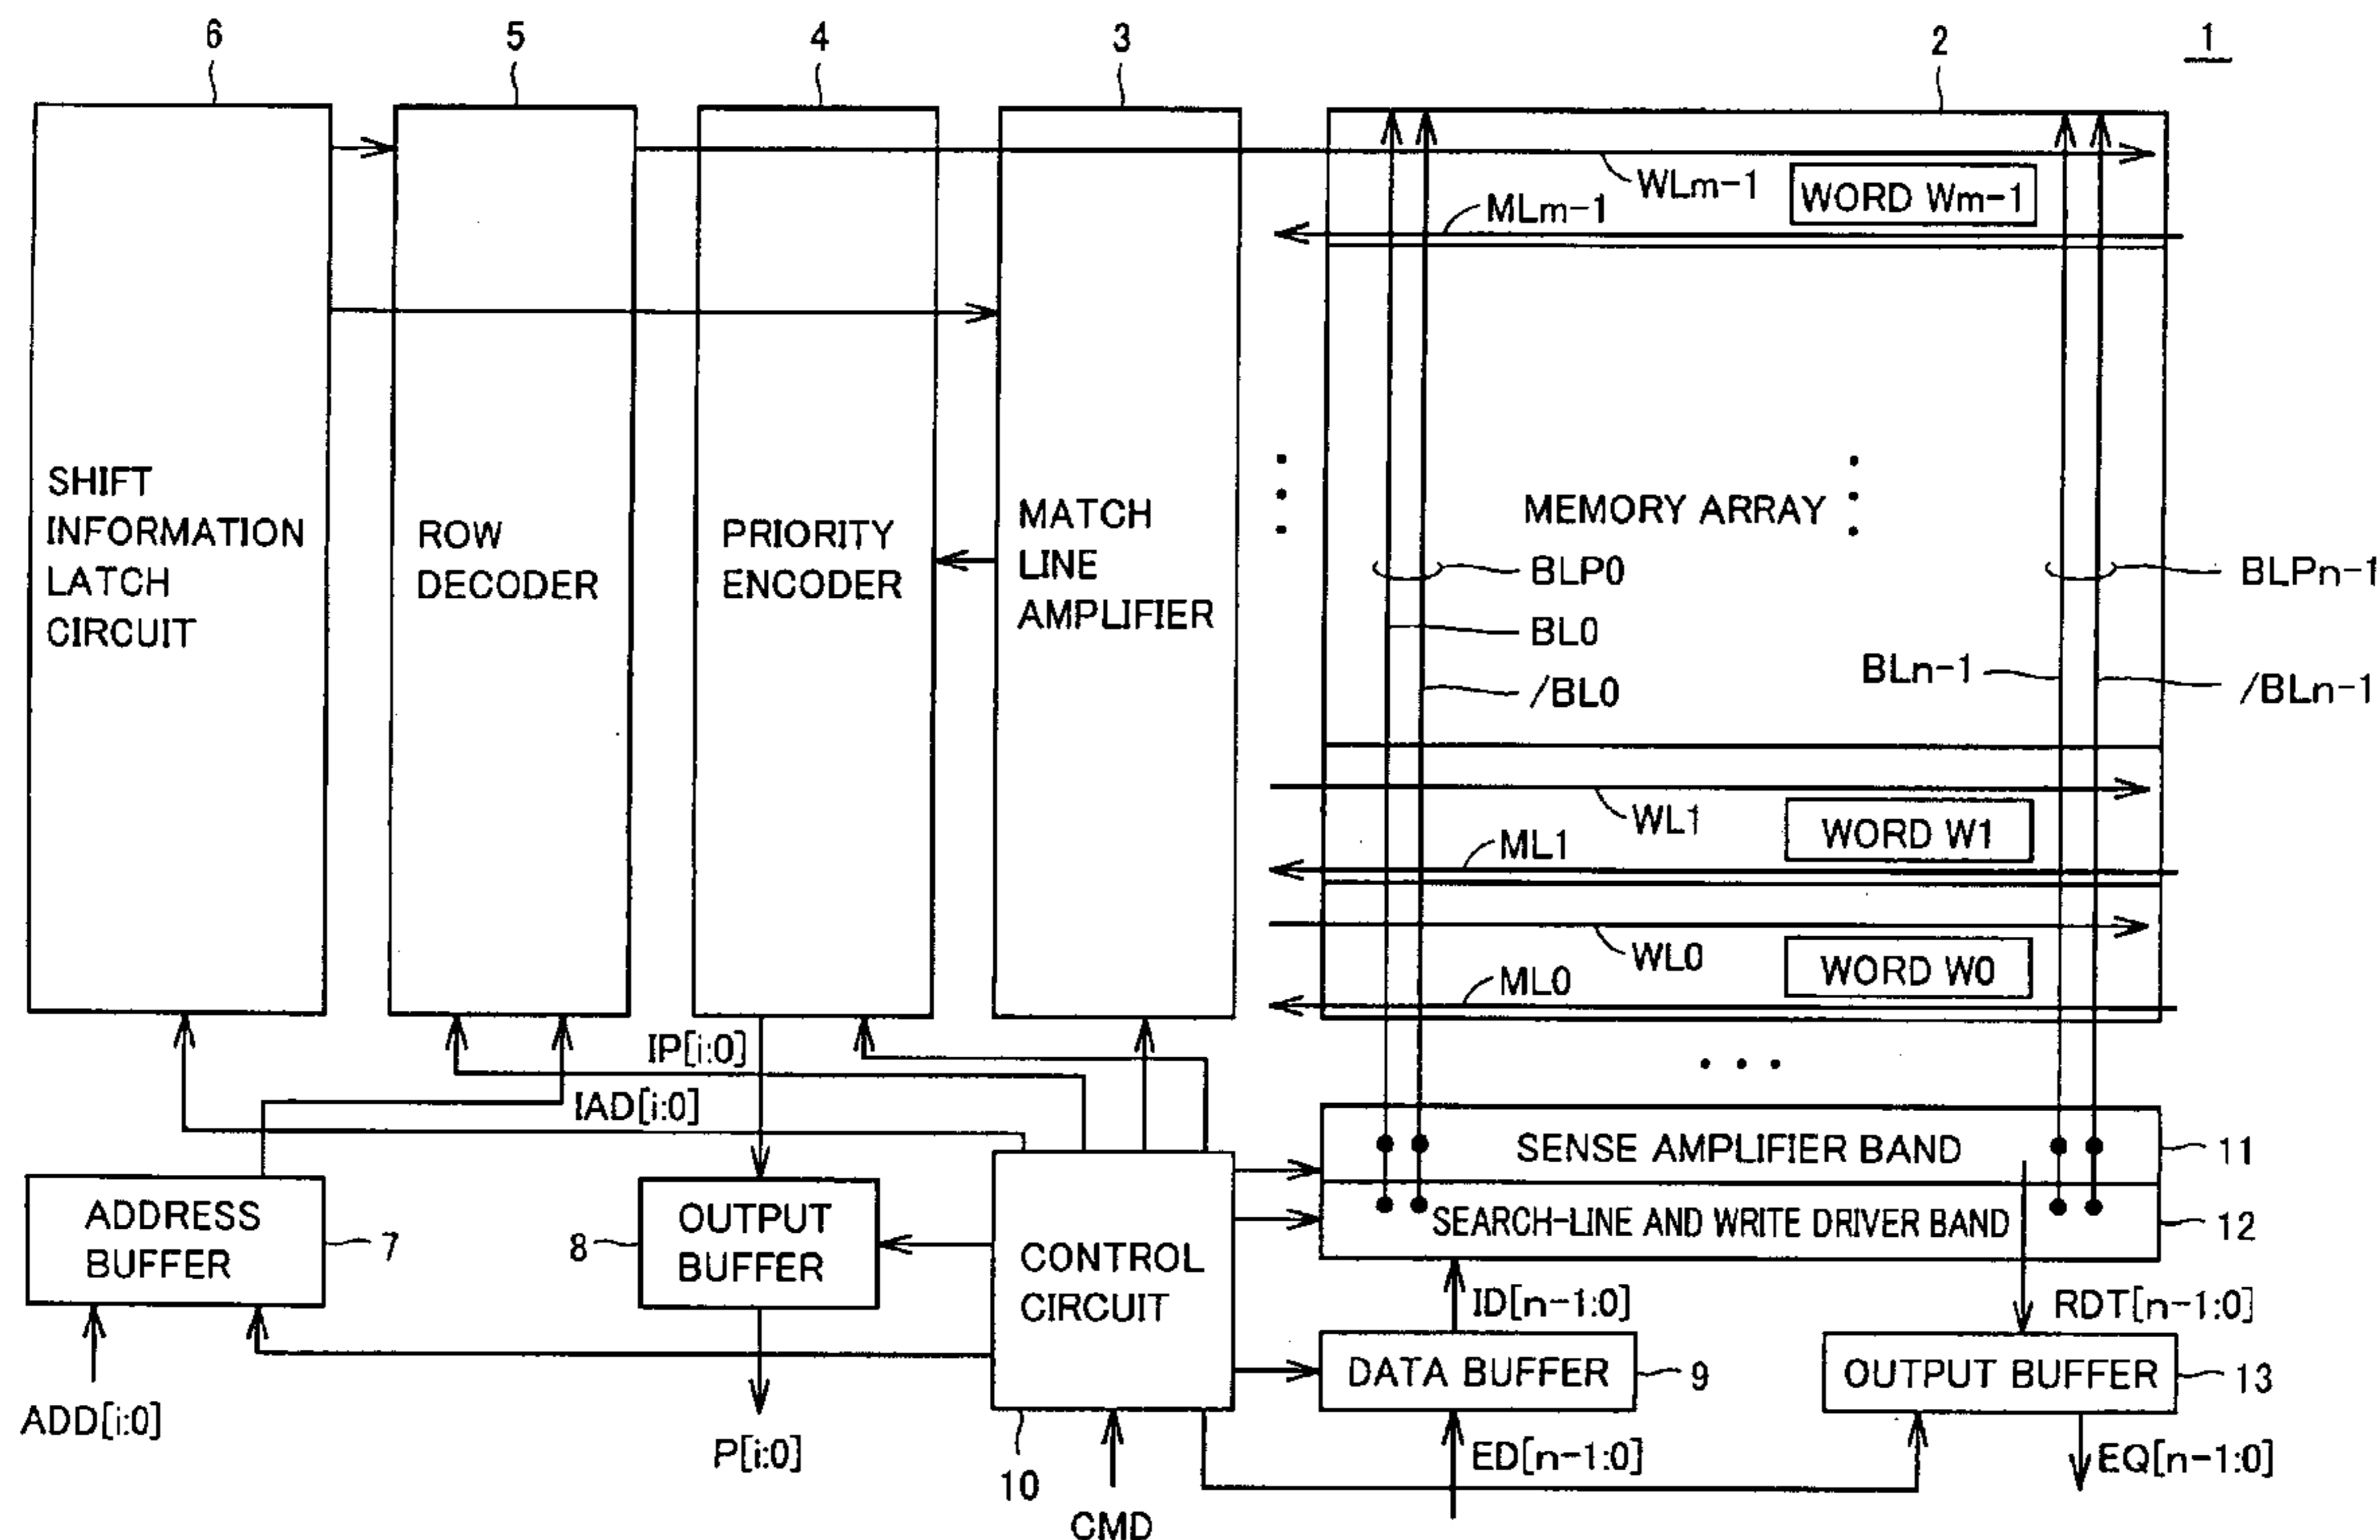 6
5
4
3
2
1
WLm-1
WORD Wm-1
MLm-1
SHIFT
INFORMATION
LATCH
CIRCUIT
ROW
DECODER
PRIORITY
ENCODER
MATCH
LINE
AMPLIFIER
MEMORY ARRAY
BLP0
BL0
/BL0
BLPn-1
BLn-1
/BLn-1
WL1
WORD W1
ML1
WL0
WORD W0
ML0
IP[i:0]
IAD[i:0]
SENSE AMPLIFIER BAND
11
SEARCH-LINE AND WRITE DRIVER BAND
12
ADDRESS
BUFFER
7
8
OUTPUT
BUFFER
CONTROL
CIRCUIT
ID[n-1:0]
RDT[n-1:0]
DATA BUFFER
9
OUTPUT BUFFER
13
ADD[i:0]
P[i:0]
10
CMD
ED[n-1:0]
EQ[n-1:0]